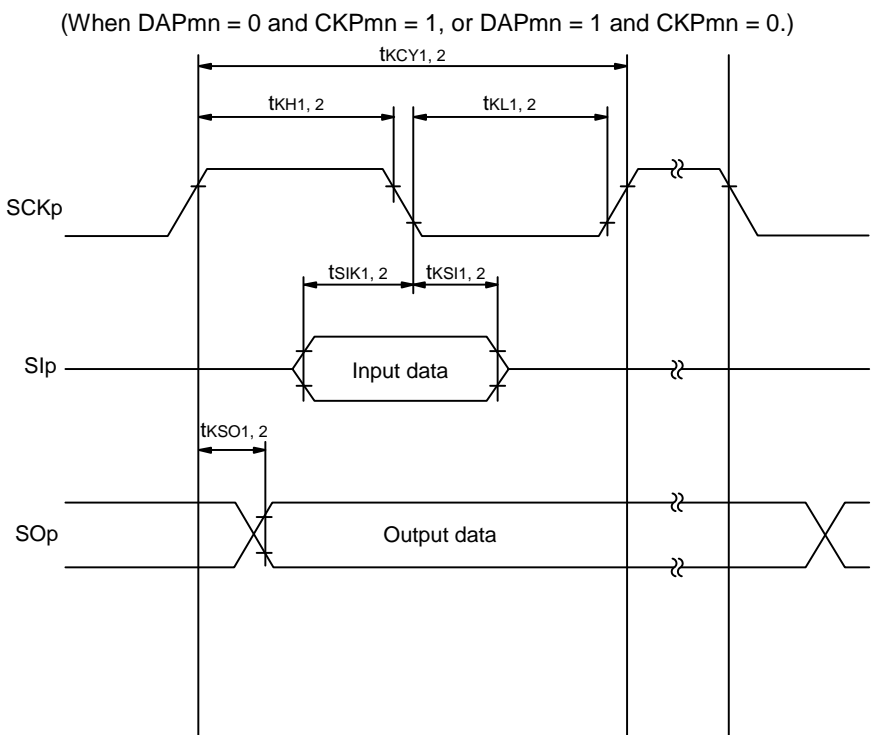 (When DAPmn = 0 and CKPmn = 1, or DAPmn = 1 and CKPmn = 0.)
tKCY1, 2
tKH1, 2
tKL1, 2
SCKp
tSIK1, 2
tKSI1, 2
SIp
Input data
tKSO1, 2
SOp
Output data